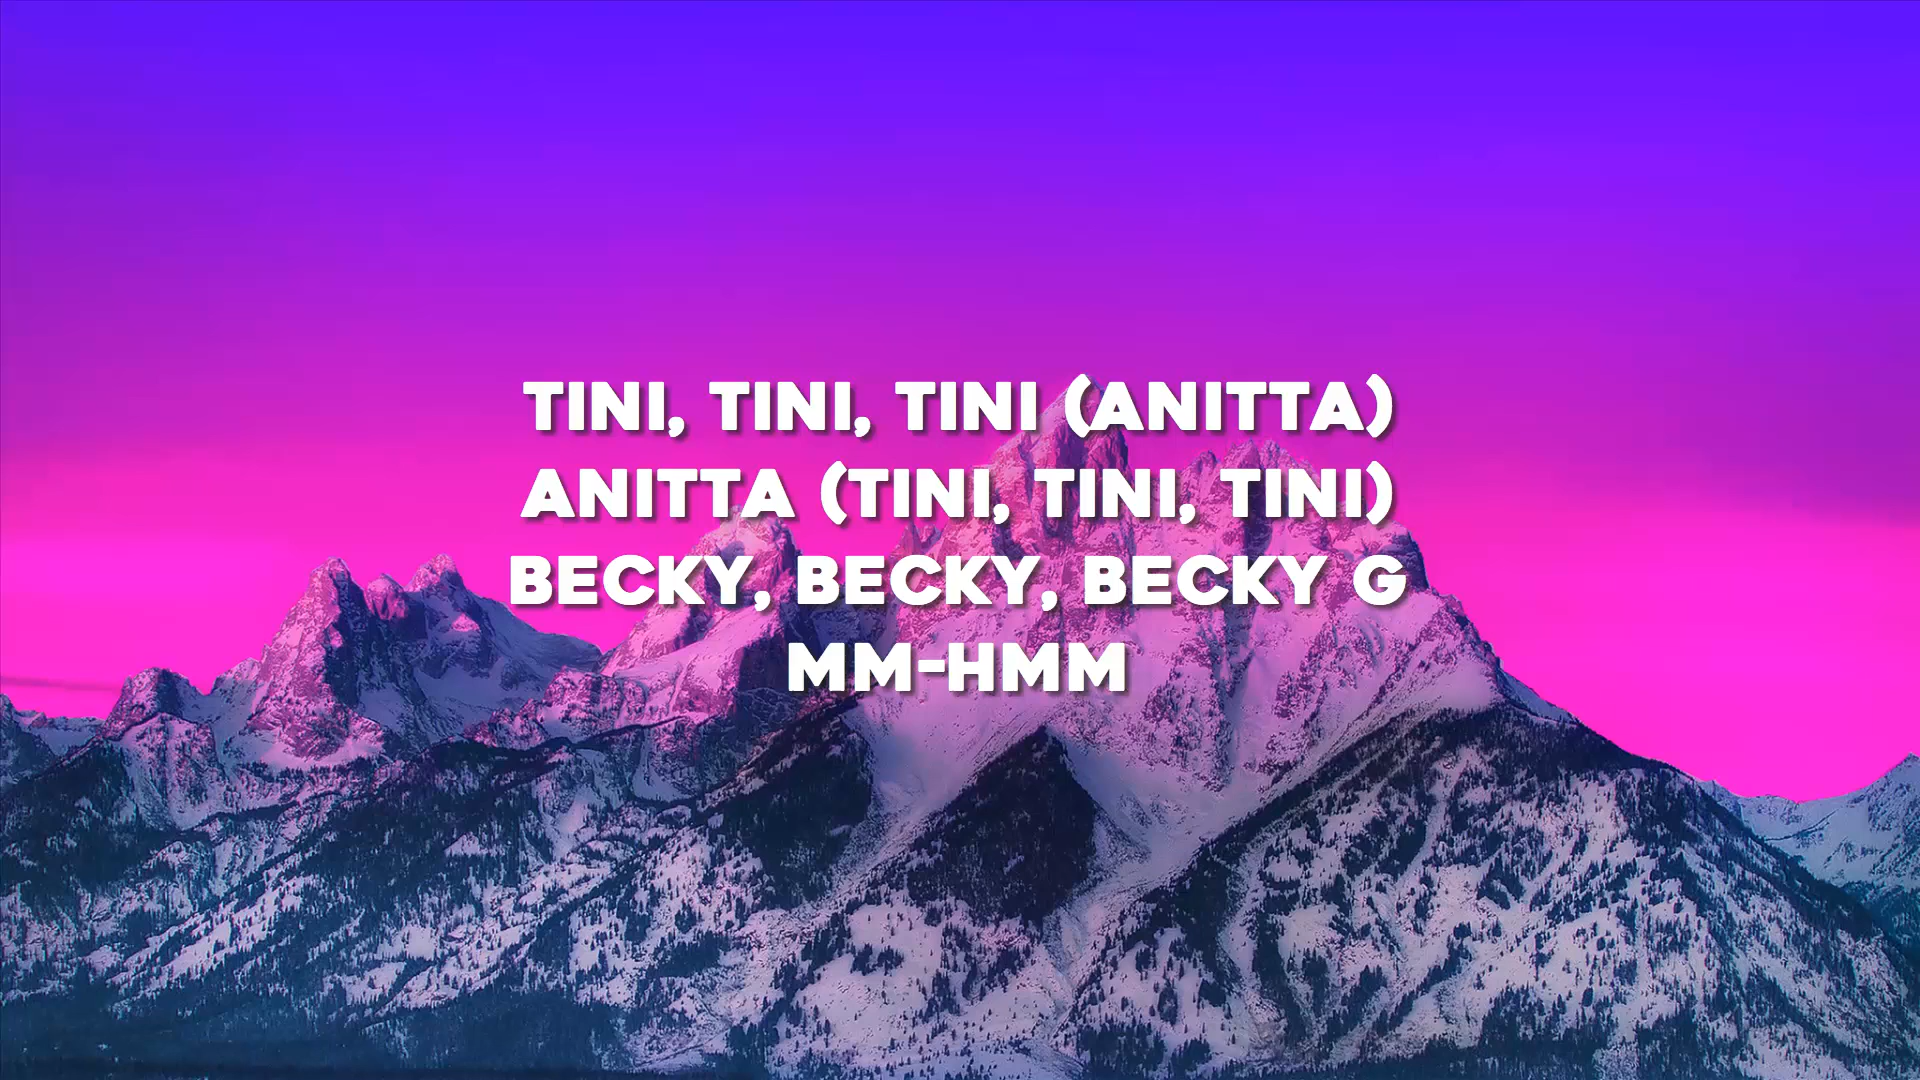 TINI, TINI, TINI (ANITTA)
ANITTA (TINI, TINI, TINI)
BECKY, BECKY, BECKY G
MM-HMM